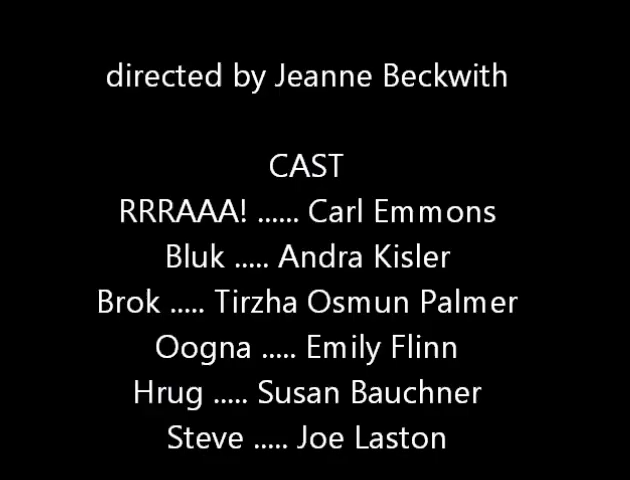 directed by Jeanne Beckwith
CAST
RRRAAA! ...... Carl Emmons
Bluk ..... Andra Kisler
Brok ..... Tirzha Osmun Palmer
Oogna ..... Emily Flinn
Hrug ..... Susan Bauchner
Steve ..... Joe Laston